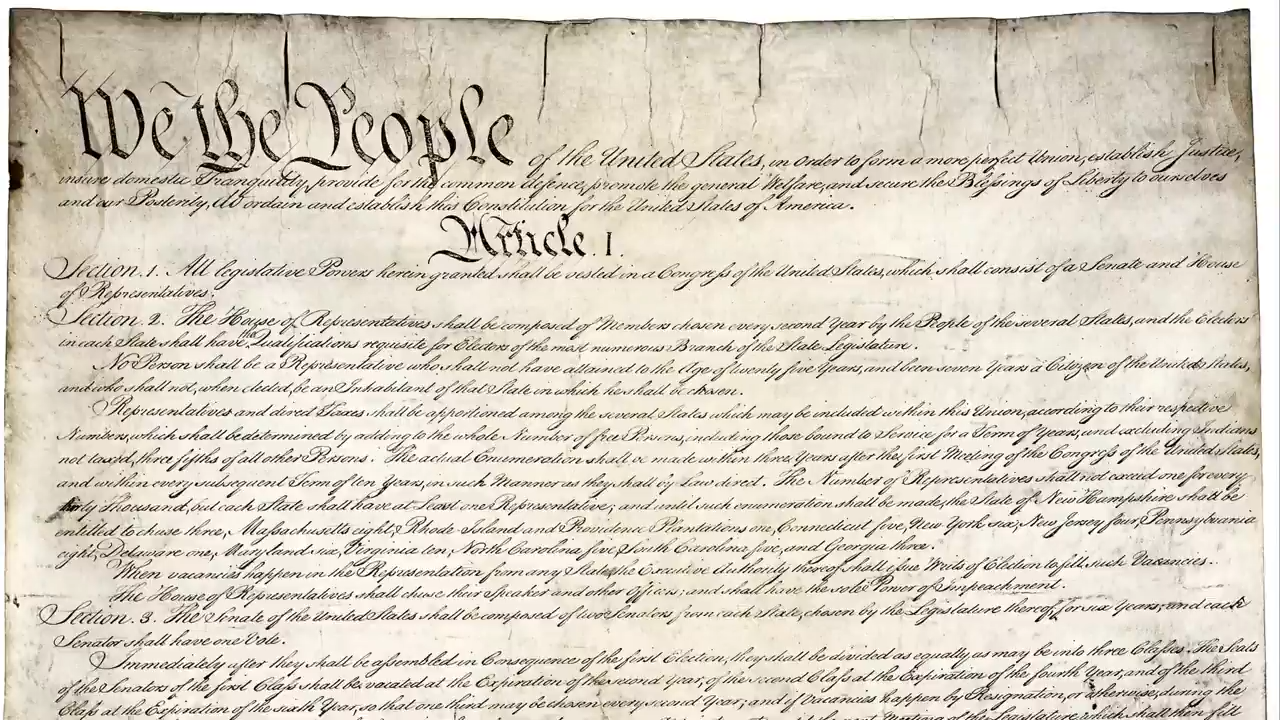 We the People of the United States, in Order to form a more perfect Union, establish Justice,
insure domestic Tranquility, provide for the common defence, promote the general Welfare, and secure the Blessings of Liberty to ourselves
and our Posterity, do ordain and establish this Constitution for the United States of America.
Article. I.
Section. 1. All legislative Powers herein granted shall be vested in a Congress of the United States, which shall consist of a Senate and House
of Representatives.
Section. 2. The House of Representatives shall be composed of Members chosen every second Year by the People of the several States, and the Electors
in each State shall have the Qualifications requisite for Electors of the most numerous Branch of the State Legislature.
No Person shall be a Representative who shall not have attained to the Age of twenty five Years, and been seven Years a Citizen of the United States,
and who shall not, when elected, be an Inhabitant of that State in which he shall be chosen.
Representatives and direct Taxes shall be apportioned among the several States which may be included within this Union, according to their respective
Numbers, which shall be determined by adding to the whole Number of free Persons, including those bound to Service for a Term of Years, and excluding Indians
not taxed, three fifths of all other Persons. The actual Enumeration shall be made within three Years after the first Meeting of the Congress of the United States,
and within every subsequent Term of ten Years, in such Manner as they shall by Law direct. The Number of Representatives shall not exceed one for every
thirty Thousand, but each State shall have at Least one Representative; and until such enumeration shall be made, the State of New Hampshire shall be
entitled to chuse three, Massachusetts eight, Rhode Island and Providence Plantations one, Connecticut five, New York six, New Jersey four, Pennsylvania
eight, Delaware one, Maryland six, Virginia ten, North Carolina five, South Carolina five, and Georgia three.
When vacancies happen in the Representation from any State, the Executive Authority thereof shall issue Writs of Election to fill such Vacancies.
The House of Representatives shall chuse their Speaker and other Officers; and shall have the sole Power of Impeachment.
Section. 3. The Senate of the United States shall be composed of two Senators from each State, chosen by the Legislature thereof, for six Years; and each
Senator shall have one Vote.
Immediately after they shall be assembled in Consequence of the first Election, they shall be divided as equally as may be into three Classes. The Seats
of the Senators of the first Class shall be vacated at the Expiration of the second Year, of the second Class at the Expiration of the fourth Year, and of the third
Class at the Expiration of the sixth Year, so that one third may be chosen every second Year; and if Vacancies happen by Resignation, or otherwise, during the